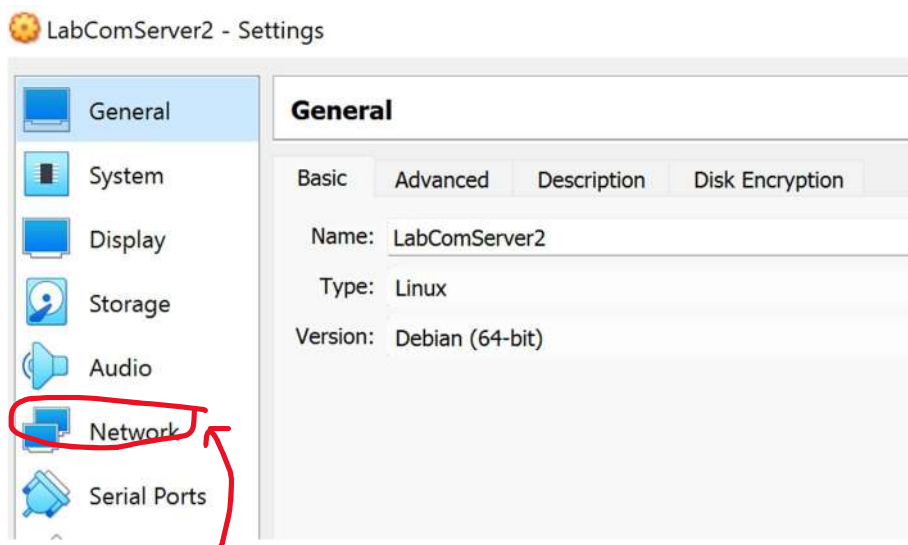 LabComServer2 - Settings
General
System
Display
Storage
Audio
Network
Serial Ports
General
Basic Advanced Description Disk Encryption
Name: LabComServer2
Type: Linux
Version: Debian (64-bit)